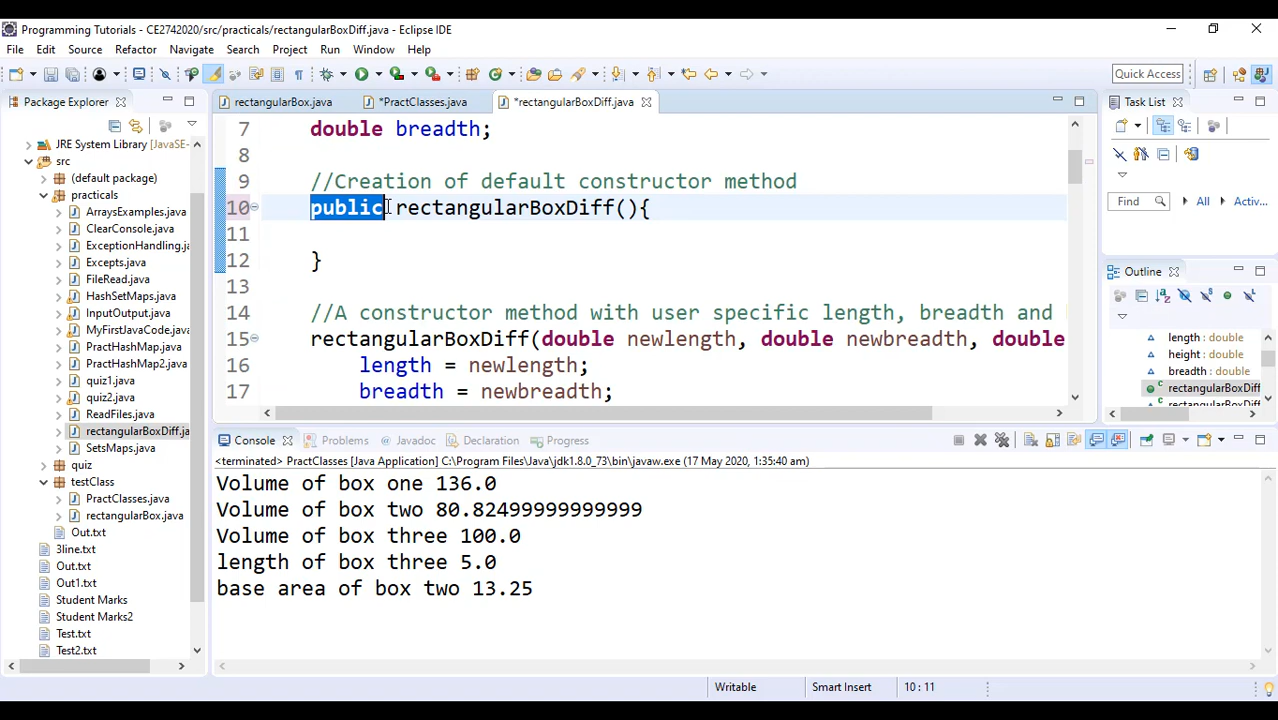 Programming Tutorials - CE2742020/src/practicals/rectangularBoxDiff.java - Eclipse IDE
File Edit Source Refactor Navigate Search Project Run Window Help
Quick Access
Package Explorer
JRE System Library [JavaSE-
src
(default package)
practicals
ArraysExamples.java
ClearConsole.java
ExceptionHandling.ja
Excepts.java
FileRead.java
HashSetMaps.java
InputOutput.java
MyFirstJavaCode.java
PractHashMap.java
PractHashMap2.java
quiz1.java
quiz2.java
ReadFiles.java
rectangularBoxDiff.ja
SetsMaps.java
quiz
testClass
PractClasses.java
rectangularBox.java
Out.txt
3line.txt
Out.txt
Out1.txt
Student Marks
Student Marks2
Test.txt
Test2.txt
rectangularBox.java *PractClasses.java *rectangularBoxDiff.java
7 double breadth;
8
9 //Creation of default constructor method
10 public rectangularBoxDiff(){
11
12 }
13
14 //A constructor method with user specific length, breadth and
15 rectangularBoxDiff(double newlength, double newbreadth, double
16 length = newlength;
17 breadth = newbreadth;
Task List
Find All Activ...
Outline
length : double
height : double
breadth : double
rectangularBoxDiff
Console Problems Javadoc Declaration Progress
<terminated> PractClasses [Java Application] C:\Program Files\Java\jdk1.8.0_73\bin\javaw.exe (17 May 2020, 1:35:40 am)
Volume of box one 136.0
Volume of box two 80.82499999999999
Volume of box three 100.0
length of box three 5.0
base area of box two 13.25
Writable Smart Insert 10 : 11